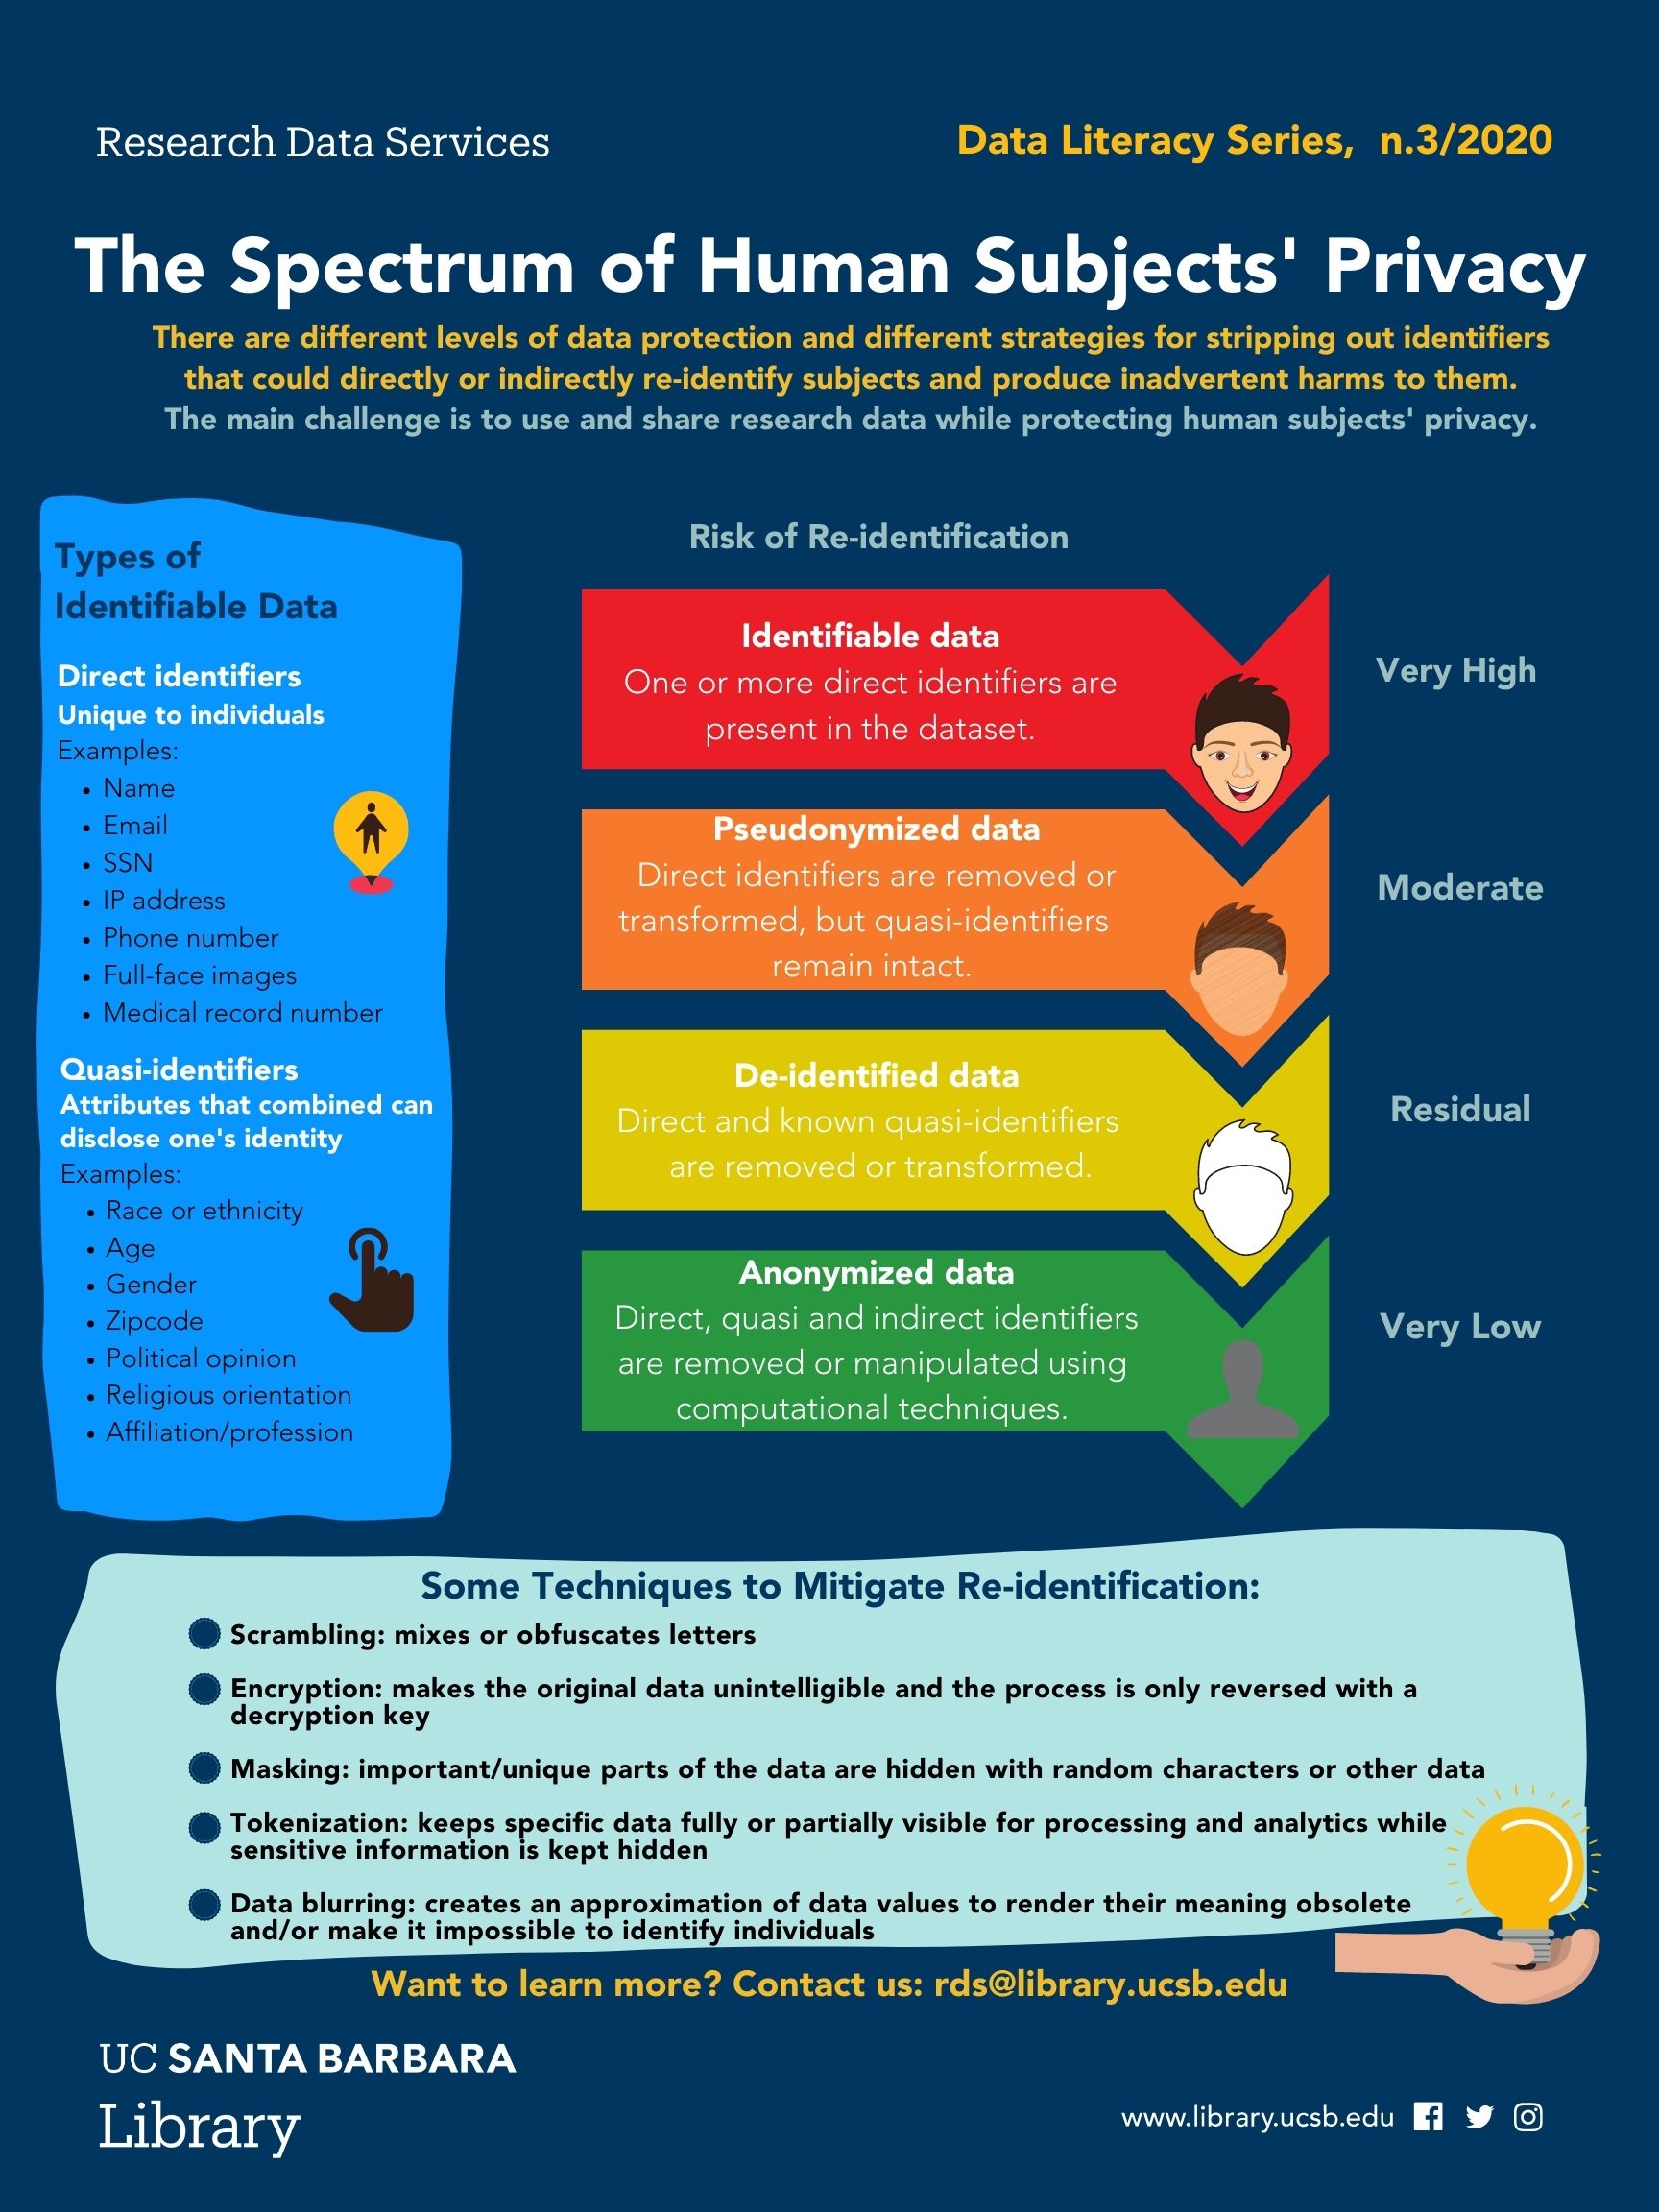 Research Data Services
Data Literacy Series, n.3/2020
The Spectrum of Human Subjects' Privacy
There are different levels of data protection and different strategies for stripping out identifiers
that could directly or indirectly re-identify subjects and produce inadvertent harms to them.
The main challenge is to use and share research data while protecting human subjects' privacy.
Types of
Identifiable Data
Direct identifiers
Unique to individuals
Examples:
• Name
• Email
• SSN
• IP address
• Phone number
• Full-face images
• Medical record number
Quasi-identifiers
Attributes that combined can
disclose one's identity
Examples:
• Race or ethnicity
• Age
• Gender
• Zipcode
• Political opinion
• Religious orientation
• Affiliation/profession
Risk of Re-identification
Identifiable data
One or more direct identifiers are
present in the dataset.
Very High
Pseudonymized data
Direct identifiers are removed or
transformed, but quasi-identifiers
remain intact.
Moderate
De-identified data
Direct and known quasi-identifiers
are removed or transformed.
Residual
Anonymized data
Direct, quasi and indirect identifiers
are removed or manipulated using
computational techniques.
Very Low
Some Techniques to Mitigate Re-identification:
Scrambling: mixes or obfuscates letters
Encryption: makes the original data unintelligible and the process is only reversed with a
decryption key
Masking: important/unique parts of the data are hidden with random characters or other data
Tokenization: keeps specific data fully or partially visible for processing and analytics while
sensitive information is kept hidden
Data blurring: creates an approximation of data values to render their meaning obsolete
and/or make it impossible to identify individuals
Want to learn more? Contact us: rds@library.ucsb.edu
UC SANTA BARBARA
Library
www.library.ucsb.edu